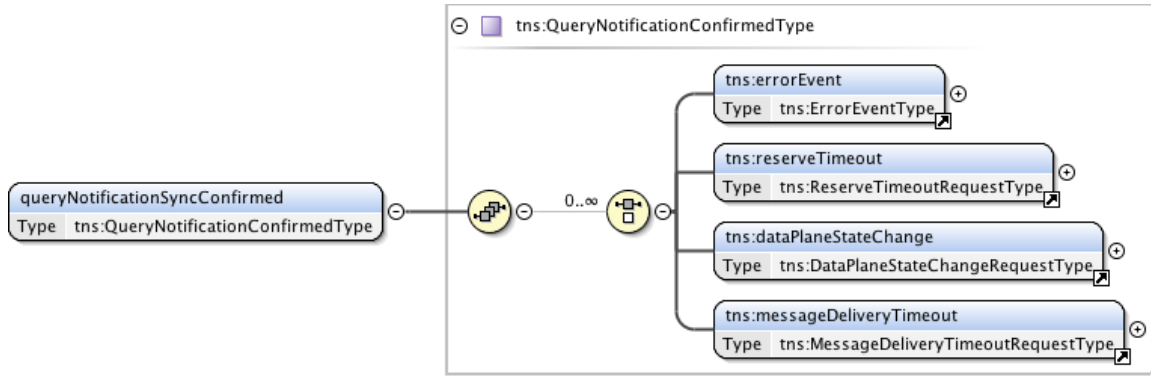 tns:QueryNotificationConfirmedType
tns:errorEvent
Type tns:ErrorEventType
tns:reserveTimeout
Type tns:ReserveTimeoutRequestType
queryNotificationSyncConfirmed
Type tns:QueryNotificationConfirmedType
0..∞
tns:dataPlaneStateChange
Type tns:DataPlaneStateChangeRequestType
tns:messageDeliveryTimeout
Type tns:MessageDeliveryTimeoutRequestType